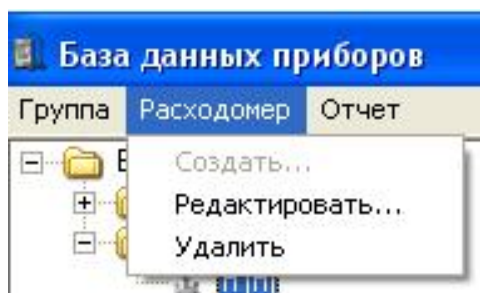 База данных приборов
Группа Расходомер Отчет
Создать...
Редактировать...
Удалить